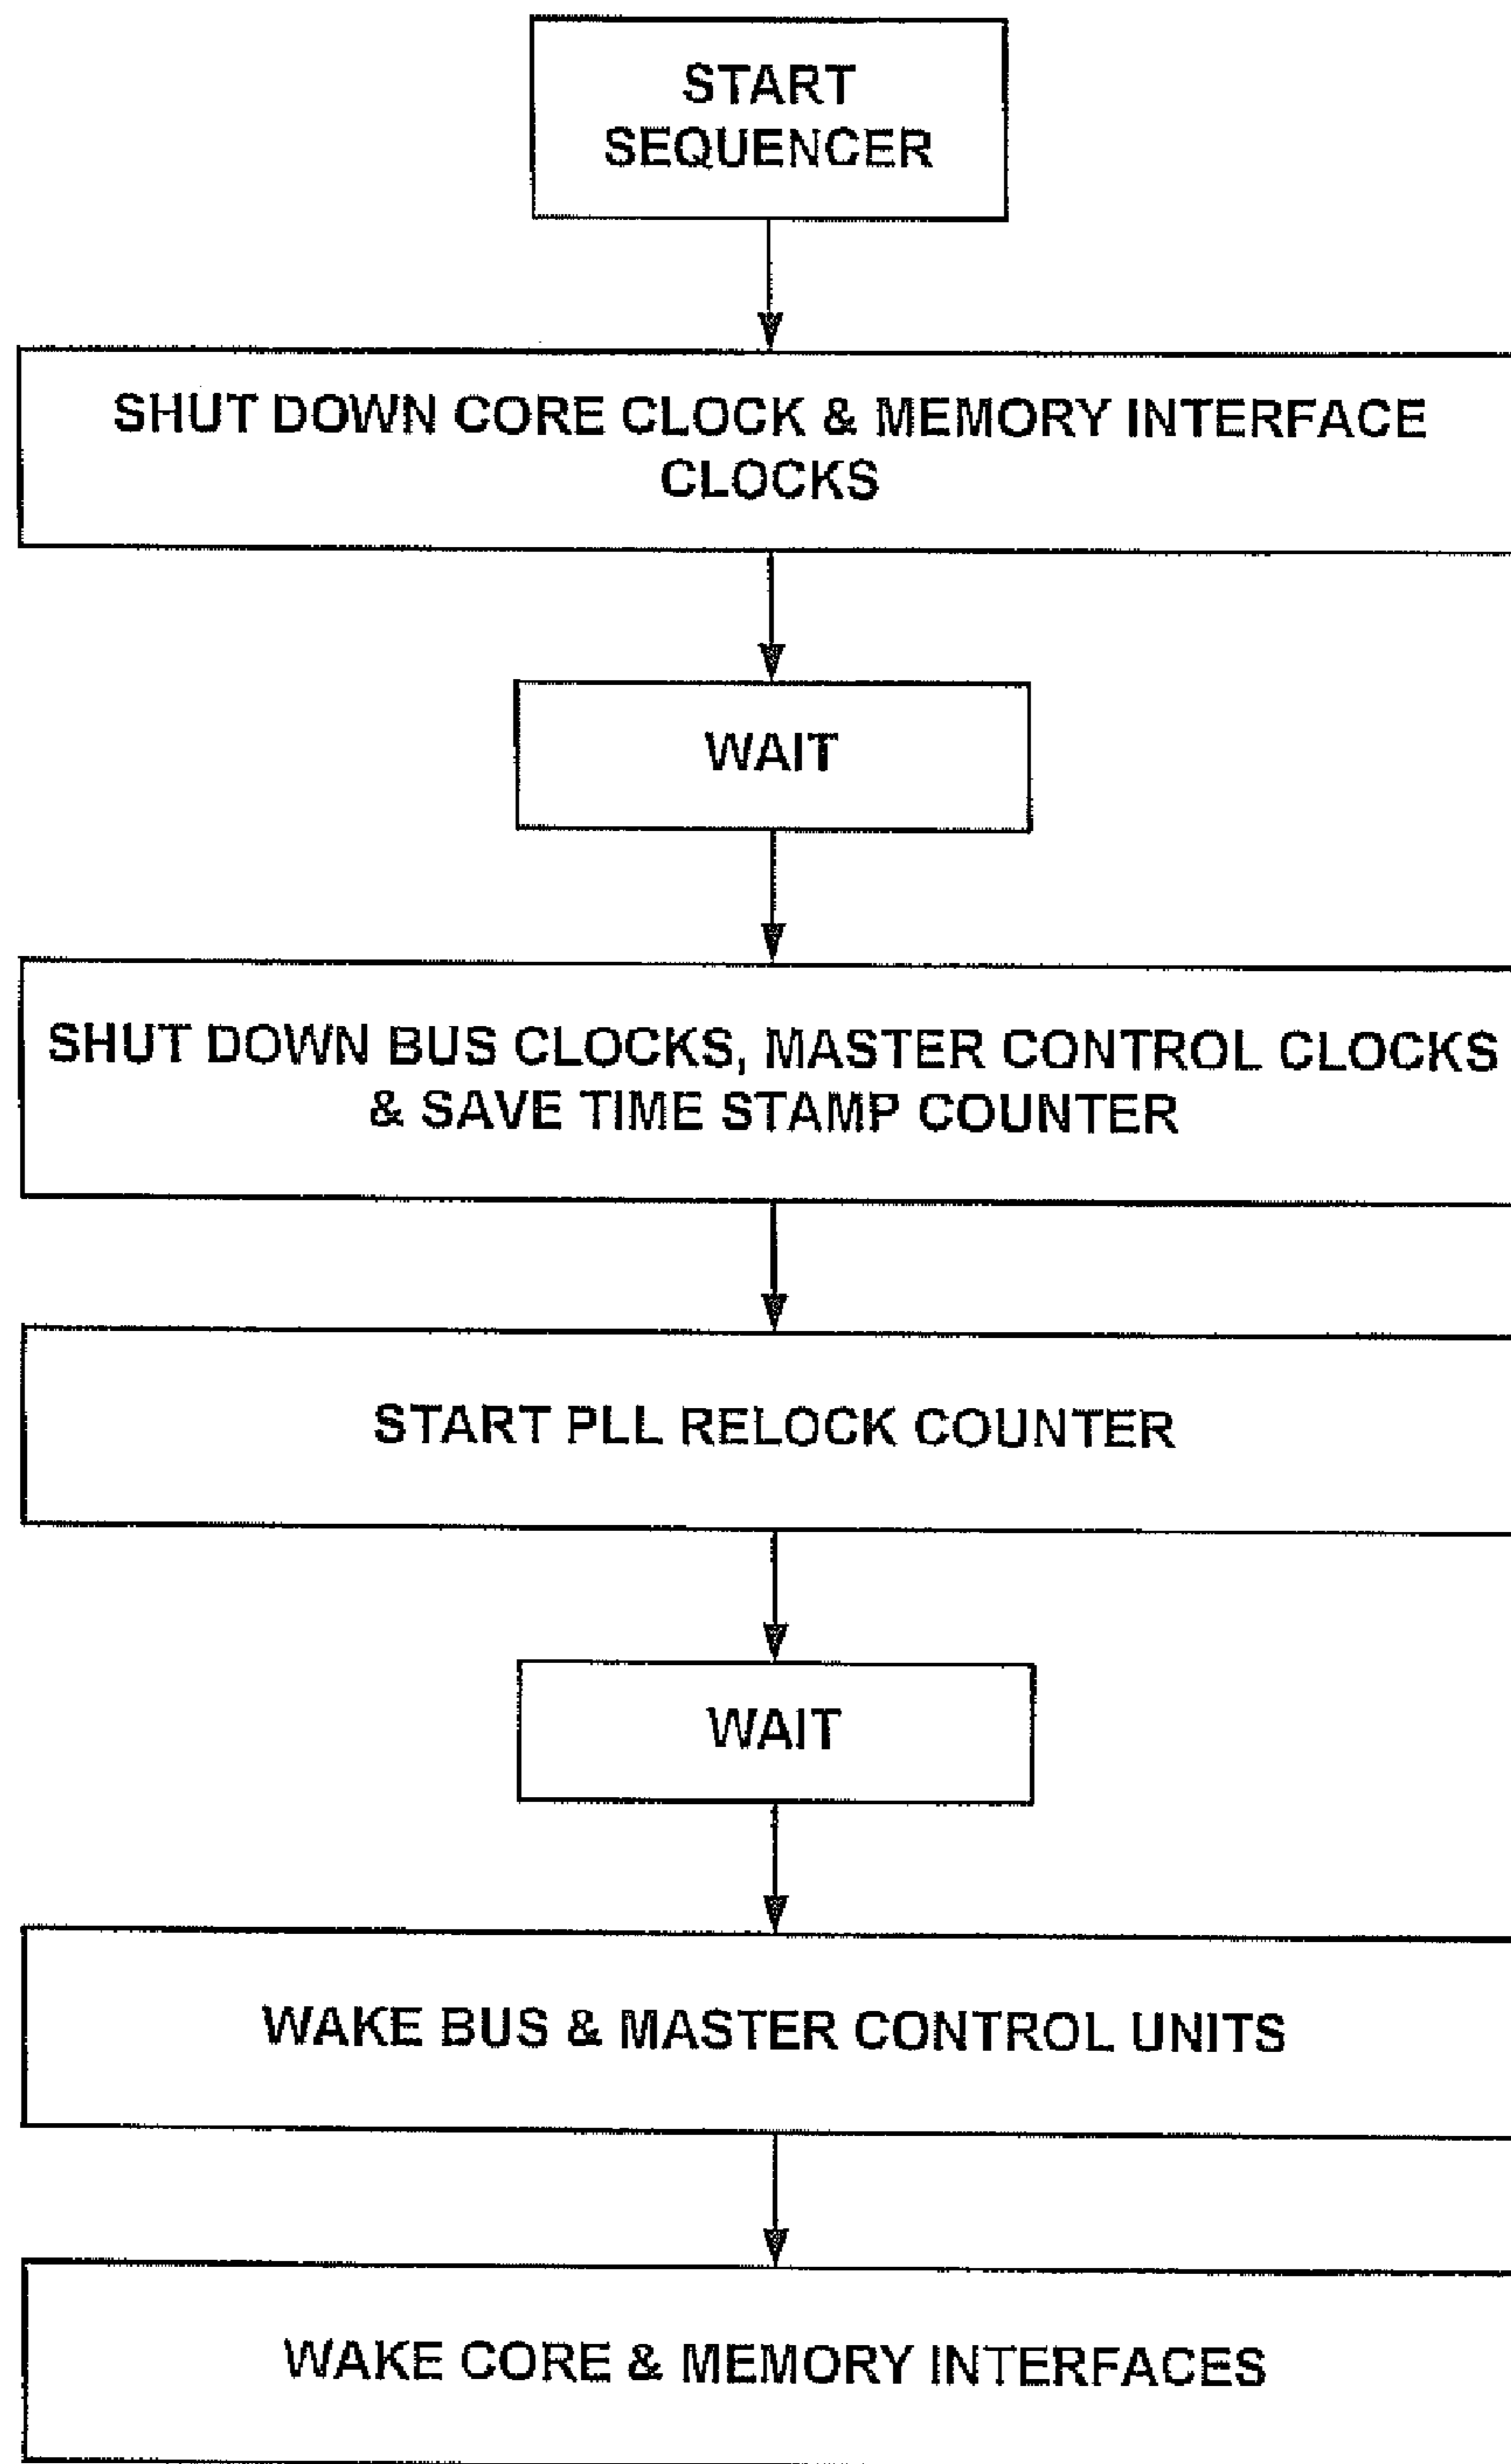 START
SEQUENCER
SHUT DOWN CORE CLOCK & MEMORY INTERFACE
CLOCKS
WAIT
SHUT DOWN BUS CLOCKS, MASTER CONTROL CLOCKS
& SAVE TIME STAMP COUNTER
START PLL RELOCK COUNTER
WAIT
WAKE BUS & MASTER CONTROL UNITS
WAKE CORE & MEMORY INTERFACES